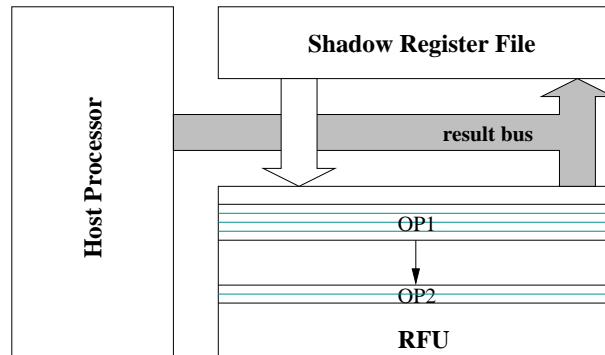 Shadow Register File
Host Processor
result bus
OP1
OP2
RFU